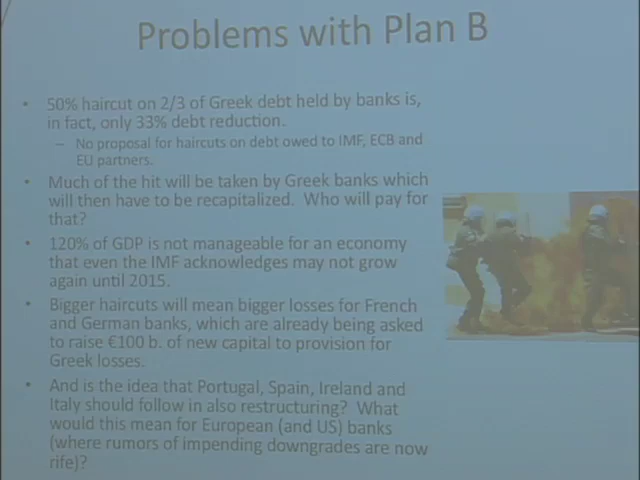 Problems with Plan B
• 50% haircut on 2/3 of Greek debt held by banks is,
in fact, only 33% debt reduction.
– No proposal for haircuts on debt owed to IMF, ECB and
EU partners.
• Much of the hit will be taken by Greek banks which
will then have to be recapitalized. Who will pay for
that?
• 120% of GDP is not manageable for an economy
that even the IMF acknowledges may not grow
again until 2015.
• Bigger haircuts will mean bigger losses for French
and German banks, which are already being asked
to raise €100 b. of new capital to provision for
Greek losses.
• And is the idea that Portugal, Spain, Ireland and
Italy should follow in also restructuring? What
would this mean for European (and US) banks
(where rumors of impending downgrades are now
rife)?